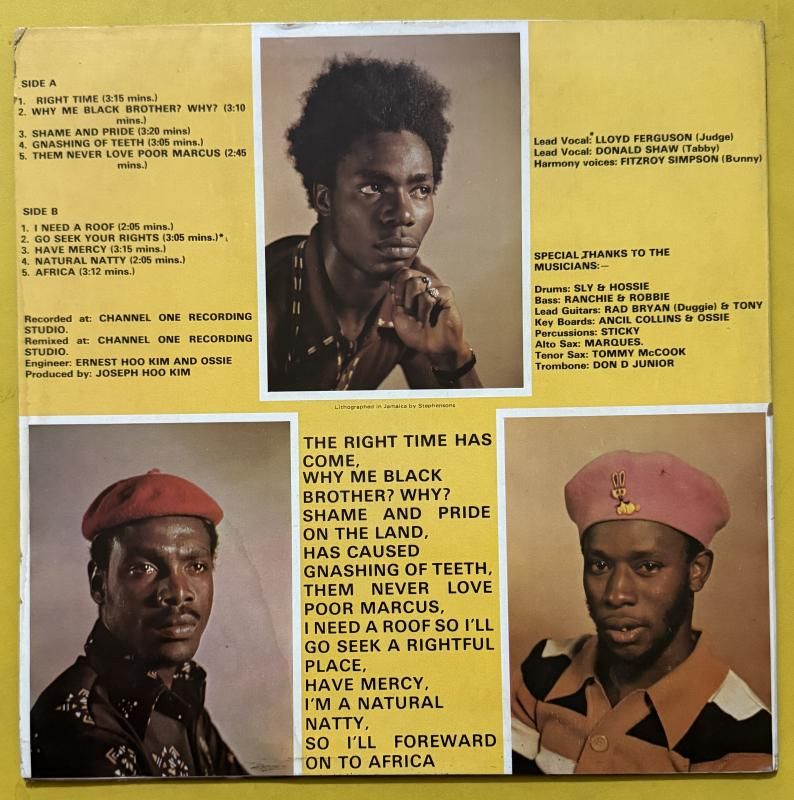 SIDE A
1. RIGHT TIME (3:15 mins.)
2. WHY ME BLACK BROTHER? WHY? (3:10
mins.)
3. SHAME AND PRIDE (3:20 mins)
4. GNASHING OF TEETH (3:05 mins.)
5. THEM NEVER LOVE POOR MARCUS (2:45
mins.)
SIDE B
1. I NEED A ROOF (2:05 mins.)
2. GO SEEK YOUR RIGHTS (3:05 mins.)*
3. HAVE MERCY (3:15 mins.)
4. NATURAL NATTY (2:05 mins.)
5. AFRICA (3:12 mins.)
Recorded at: CHANNEL ONE RECORDING
STUDIO.
Remixed at: CHANNEL ONE RECORDING
STUDIO.
Engineer: ERNEST HOO KIM AND OSSIE
Produced by: JOSEPH HOO KIM
Lead Vocal: LLOYD FERGUSON (Judge)
Lead Vocal: DONALD SHAW (Tabby)
Harmony voices: FITZROY SIMPSON (Bunny)
SPECIAL THANKS TO THE
MUSICIANS:—
Drums: SLY & HOSSIE
Bass: RANCHIE & ROBBIE
Lead Guitars: RAD BRYAN (Duggie) & TONY
Key Boards: ANCIL COLLINS & OSSIE
Percussions: STICKY
Alto Sax: MARQUES.
Tenor Sax: TOMMY McCOOK
Trombone: DON D JUNIOR
Lithographed in Jamaica by Stephensons
THE RIGHT TIME HAS
COME,
WHY ME BLACK
BROTHER? WHY?
SHAME AND PRIDE
ON THE LAND,
HAS CAUSED
GNASHING OF TEETH,
THEM NEVER LOVE
POOR MARCUS,
I NEED A ROOF SO I'LL
GO SEEK A RIGHTFUL
PLACE,
HAVE MERCY,
I'M A NATURAL
NATTY,
SO I'LL FOREWARD
ON TO AFRICA